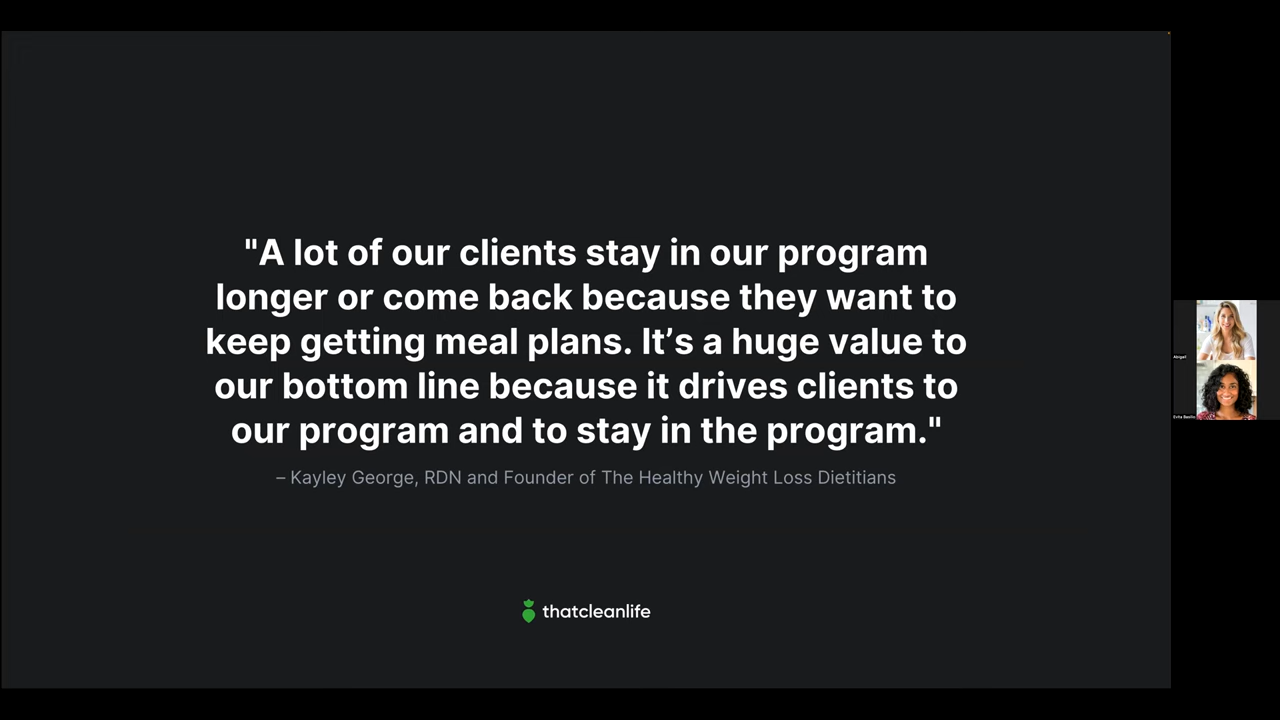 "A lot of our clients stay in our program
longer or come back because they want to
keep getting meal plans. It’s a huge value to
our bottom line because it drives clients to
our program and to stay in the program."
– Kayley George, RDN and Founder of The Healthy Weight Loss Dietitians
thatcleanlife
Abigail